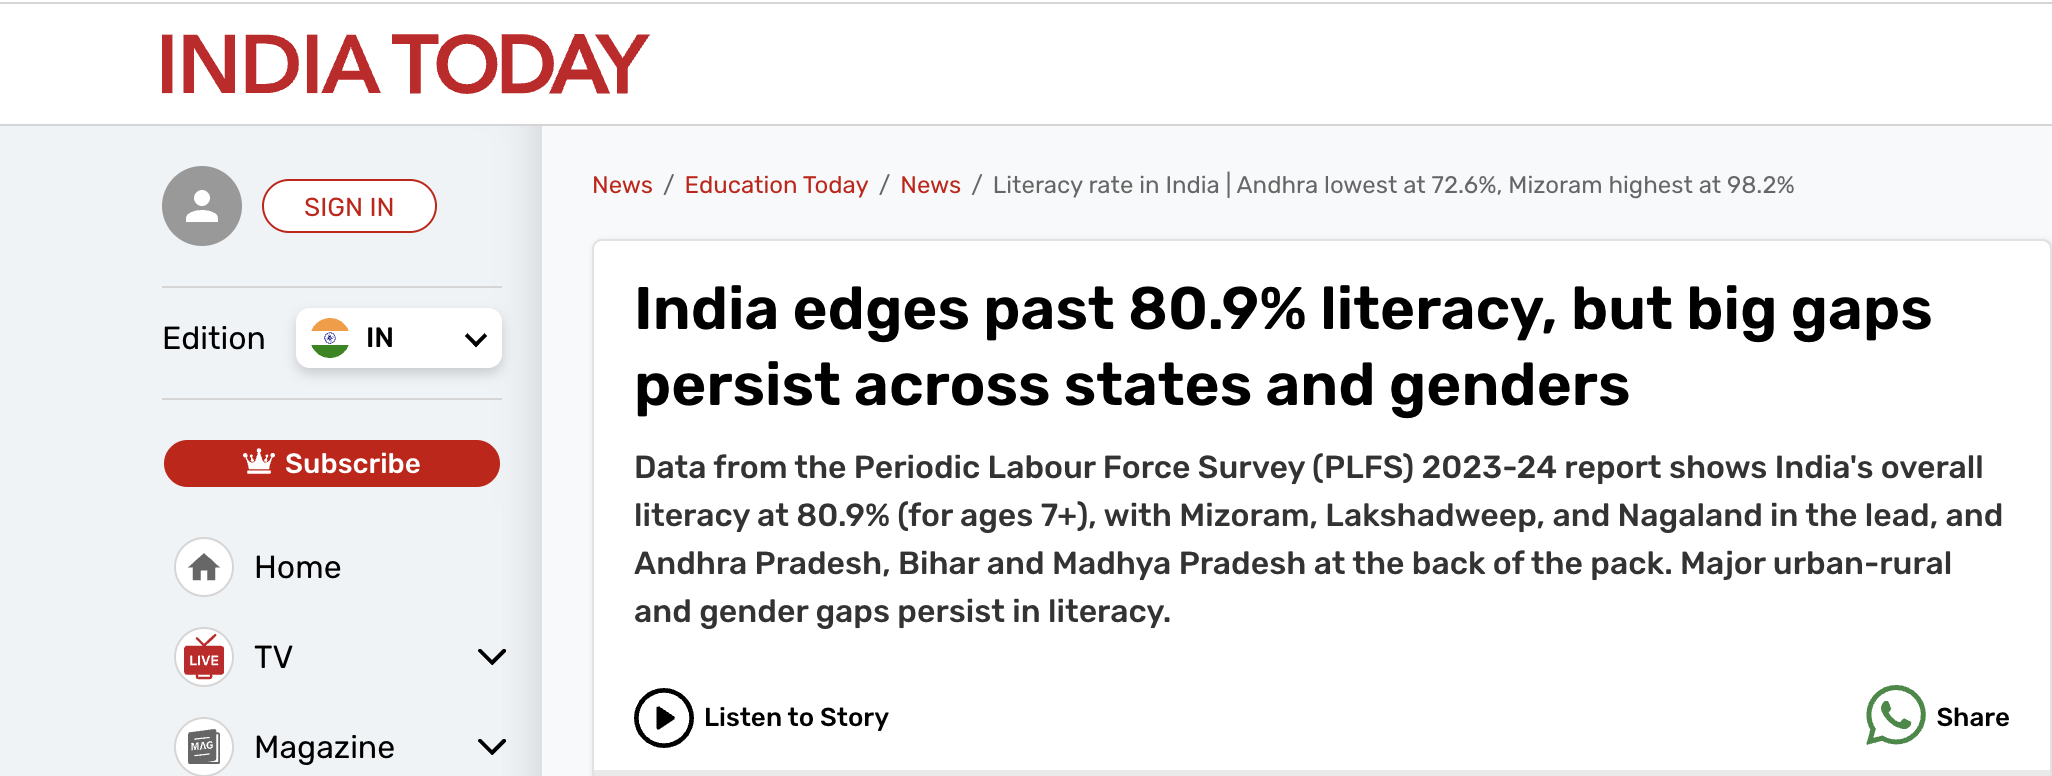 INDIA TODAY
SIGN IN
Edition
IN
Subscribe
Home
LIVE
TV
MAG
Magazine
News / Education Today / News / Literacy rate in India | Andhra lowest at 72.6%, Mizoram highest at 98.2%
India edges past 80.9% literacy, but big gaps
persist across states and genders
Data from the Periodic Labour Force Survey (PLFS) 2023-24 report shows India's overall
literacy at 80.9% (for ages 7+), with Mizoram, Lakshadweep, and Nagaland in the lead, and
Andhra Pradesh, Bihar and Madhya Pradesh at the back of the pack. Major urban-rural
and gender gaps persist in literacy.
Listen to Story
Share